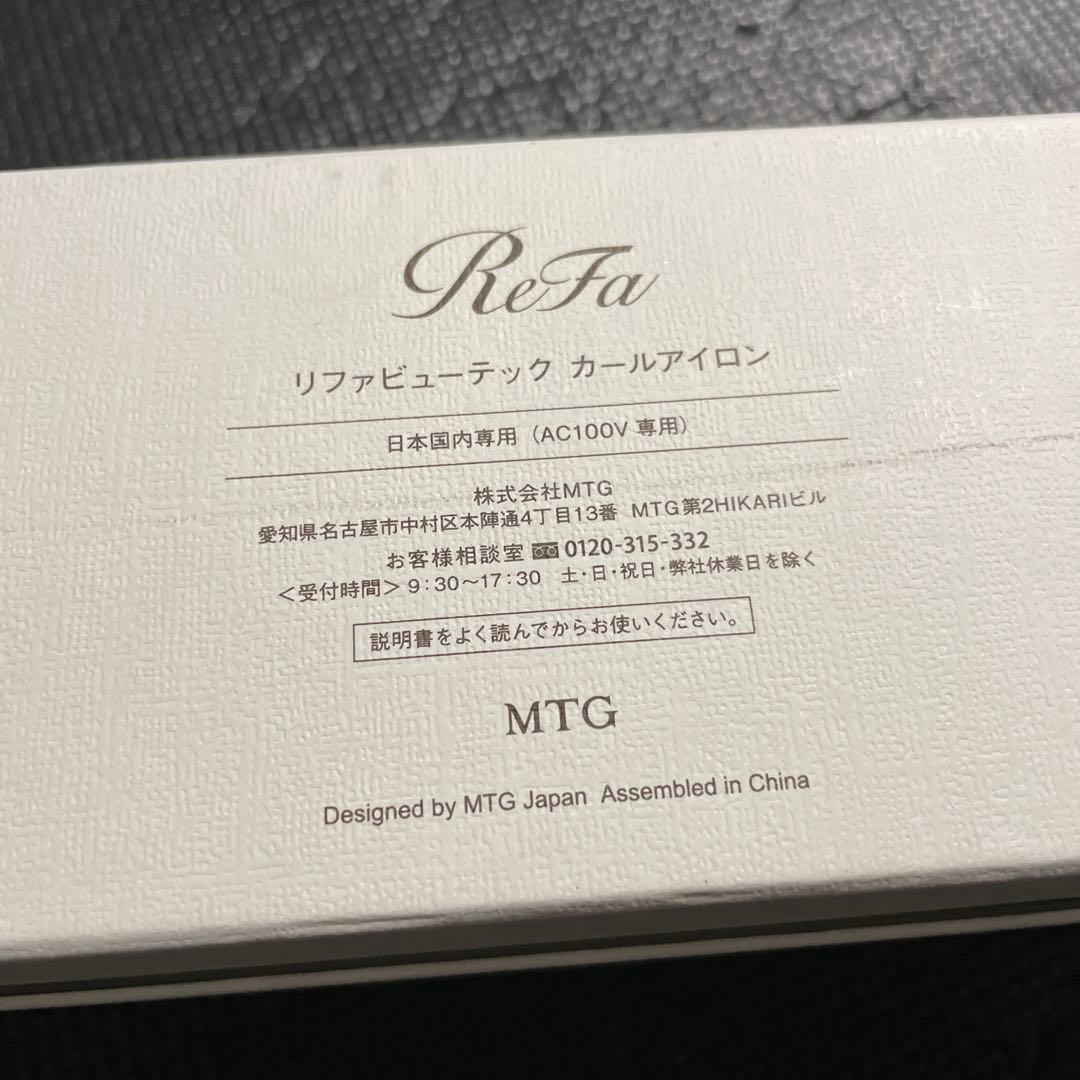 ReFa
リファビューテック カールアイロン
日本国内専用（AC100V 専用）
株式会社MTG
愛知県名古屋市中村区本陣通4丁目13番 MTG第2HIKARIビル
お客様相談室 0120-315-332
＜受付時間＞9：30～17：30 土・日・祝日・弊社休業日を除く
説明書をよく読んでからお使いください。
MTG
Designed by MTG Japan Assembled in China